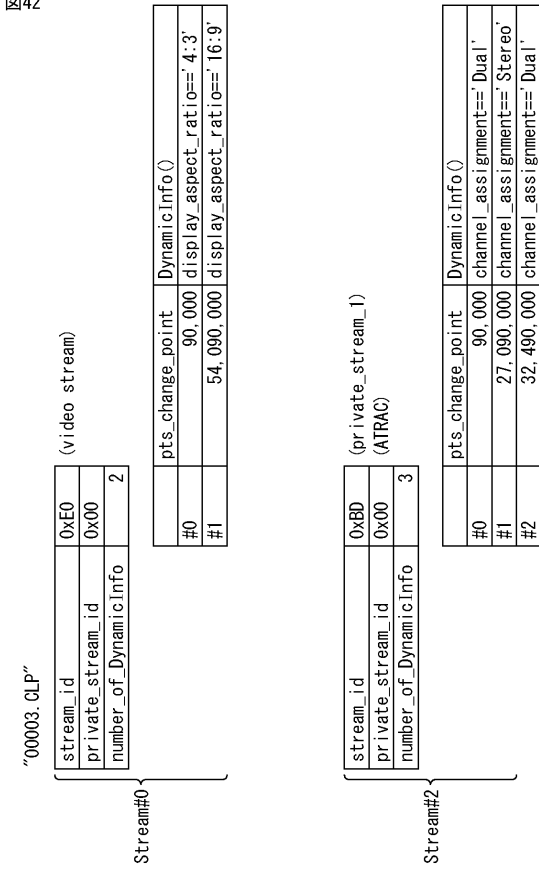 図42
"00003.CLP"
Stream#0
stream_id 0xE0 (video stream)
private_stream_id 0x00
number_of_DynamicInfo 2
pts_change_point DynamicInfo()
#0 90,000 display_aspect_ratio=='4:3'
#1 54,090,000 display_aspect_ratio=='16:9'
Stream#2
stream_id 0xBD (private_stream_1)
private_stream_id 0x00 (ATRAC)
number_of_DynamicInfo 3
pts_change_point DynamicInfo()
#0 90,000 channel_assignment=='Dual'
#1 27,090,000 channel_assignment=='Stereo'
#2 32,490,000 channel_assignment=='Dual'